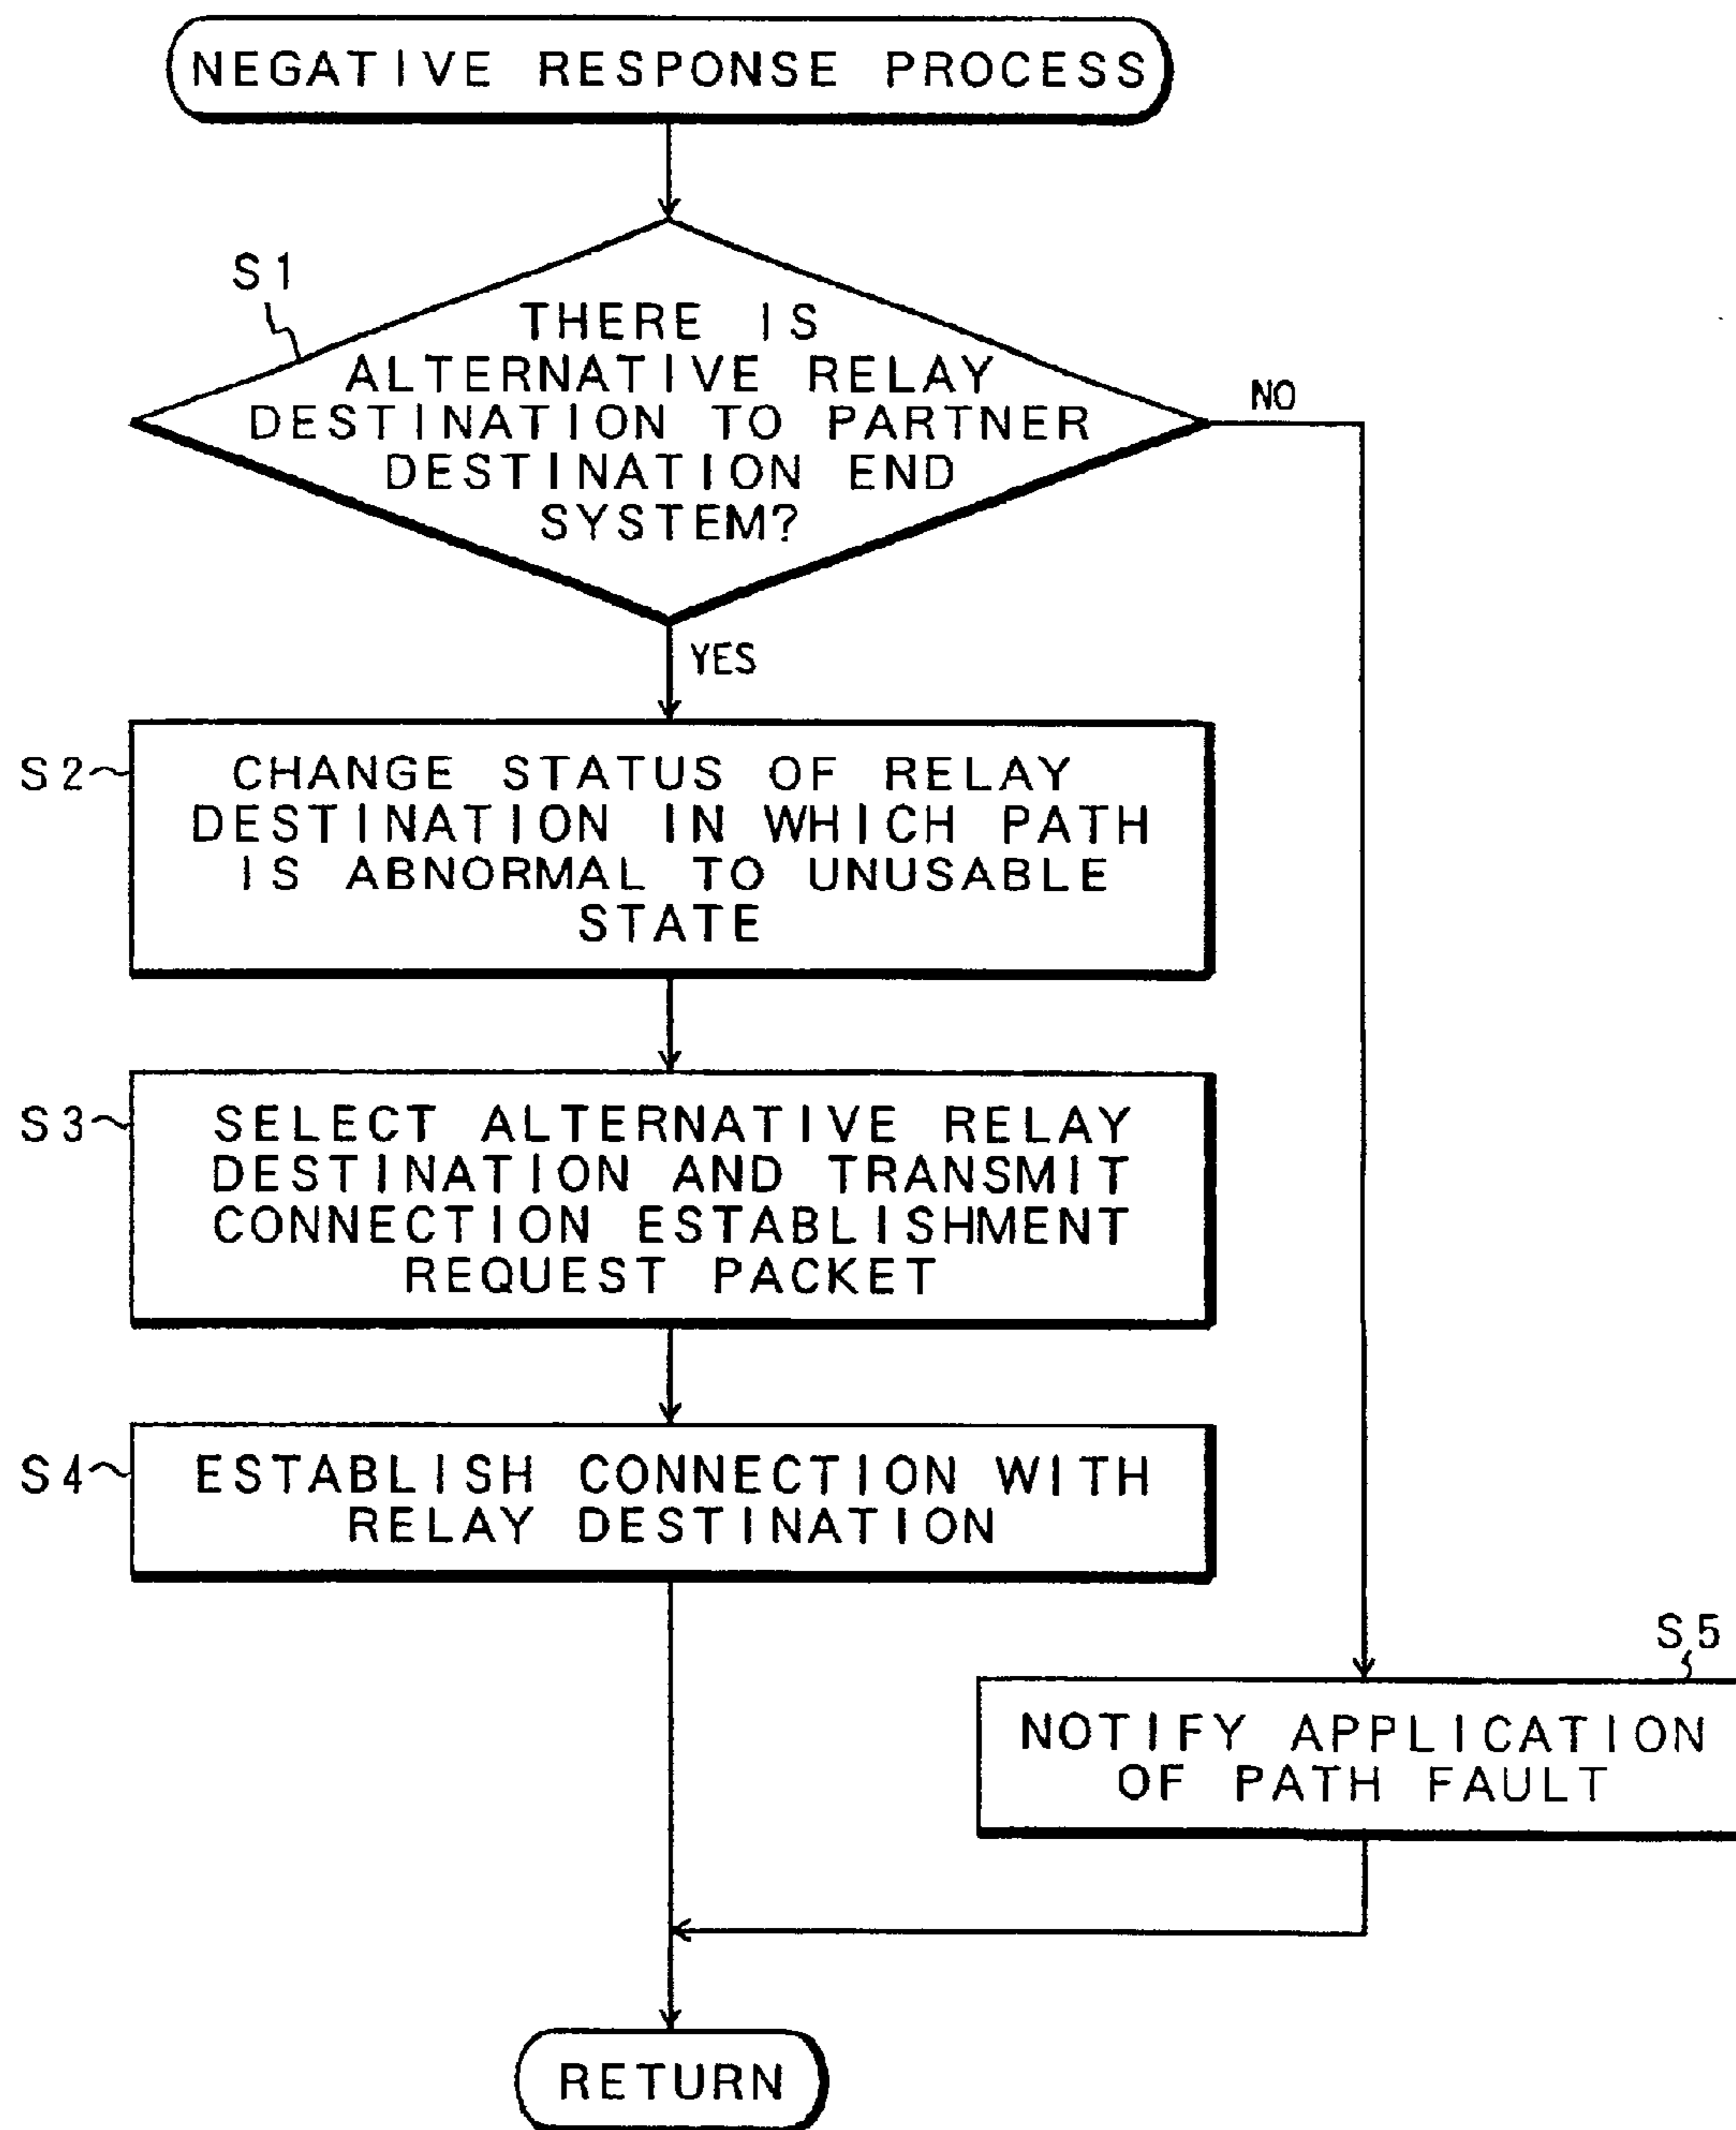 NEGATIVE RESPONSE PROCESS
S1
THERE IS
ALTERNATIVE RELAY
DESTINATION TO PARTNER
DESTINATION END
SYSTEM?
NO
YES
S2
CHANGE STATUS OF RELAY
DESTINATION IN WHICH PATH
IS ABNORMAL TO UNUSABLE
STATE
S3
SELECT ALTERNATIVE RELAY
DESTINATION AND TRANSMIT
CONNECTION ESTABLISHMENT
REQUEST PACKET
S4
ESTABLISH CONNECTION WITH
RELAY DESTINATION
S5
NOTIFY APPLICATION
OF PATH FAULT
RETURN